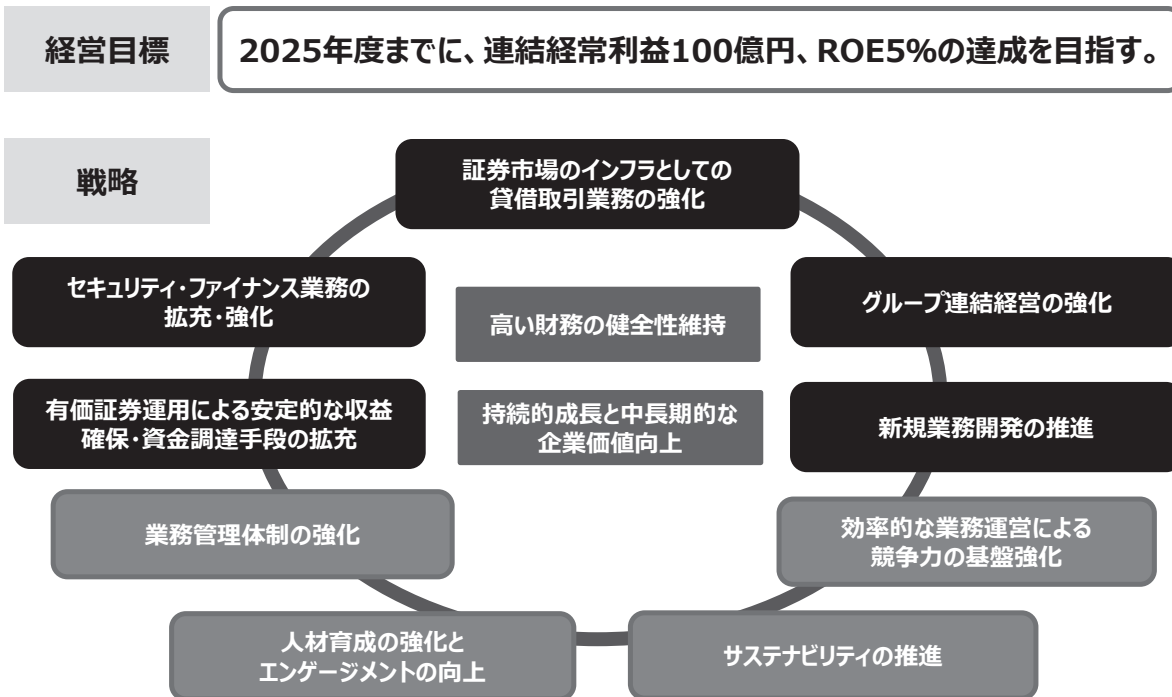 経営目標
2025年度までに、連結経常利益100億円、ROE5%の達成を目指す。
戦略
証券市場のインフラとしての
貸借取引業務の強化
セキュリティ・ファイナンス業務の
拡充・強化
高い財務の健全性維持
グループ連結経営の強化
有価証券運用による安定的な収益
確保・資金調達手段の拡充
持続的成長と中長期的な
企業価値向上
新規業務開発の推進
業務管理体制の強化
効率的な業務運営による
競争力の基盤強化
人材育成の強化と
エンゲージメントの向上
サステナビリティの推進